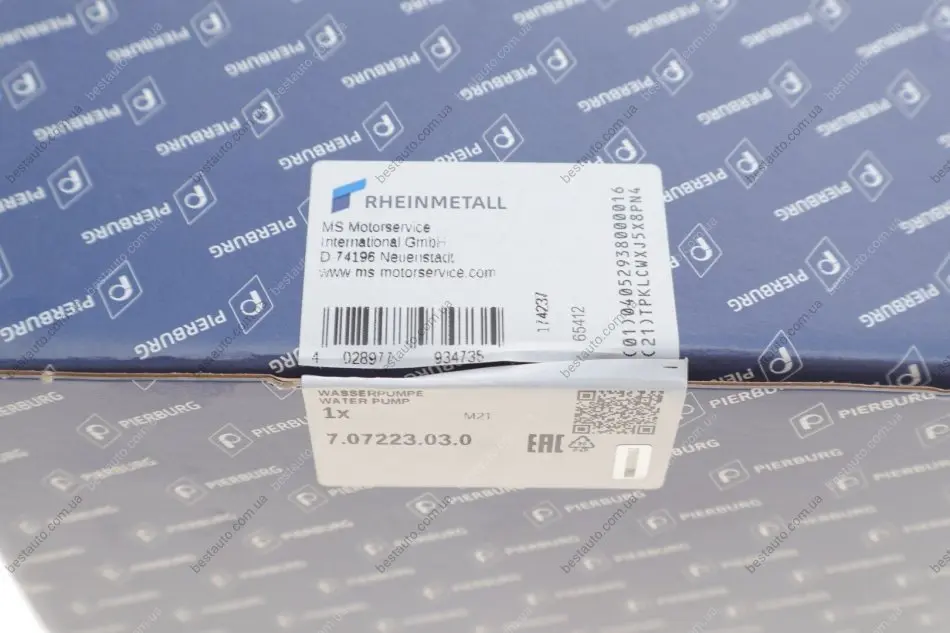 PIERBURG
RHEINMETALL
MS Motorservice
International GmbH
D 74196 Neuenstadt
www ms motorservice com
4 028977 934735
174237
65412
(01)04052938000016
(21)TPKLCWXJ5X8PN4
WASSERPUMPE
WATER PUMP
1x
M21
7.07223.03.0
EAC
bestauto.com.ua